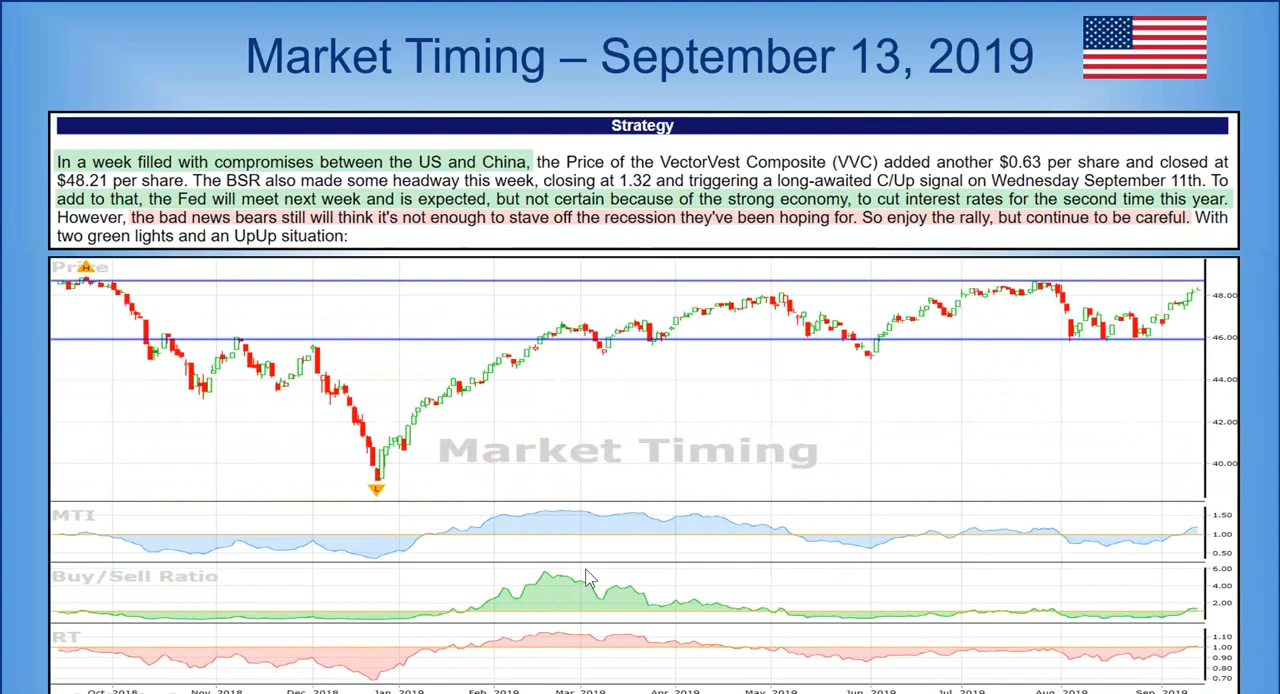 Market Timing – September 13, 2019
Strategy
In a week filled with compromises between the US and China, the Price of the VectorVest Composite (VVC) added another $0.63 per share and closed at
$48.21 per share. The BSR also made some headway this week, closing at 1.32 and triggering a long-awaited C/Up signal on Wednesday September 11th. To
add to that, the Fed will meet next week and is expected, but not certain because of the strong economy, to cut interest rates for the second time this year.
However, the bad news bears still will think it's not enough to stave off the recession they've been hoping for. So enjoy the rally, but continue to be careful. With
two green lights and an UpUp situation:
Price
H
48.00
46.00
44.00
42.00
Market Timing
40.00
L
MTI
1.50
1.00
0.50
Buy/Sell Ratio
6.00
4.00
2.00
RT
1.10
1.00
0.90
0.80
0.70
Oct 2018 Nov 2018 Dec 2018 Jan 2019 Feb 2019 Mar 2019 Apr 2019 May 2019 Jun 2019 Jul 2019 Aug 2019 Sep 2019